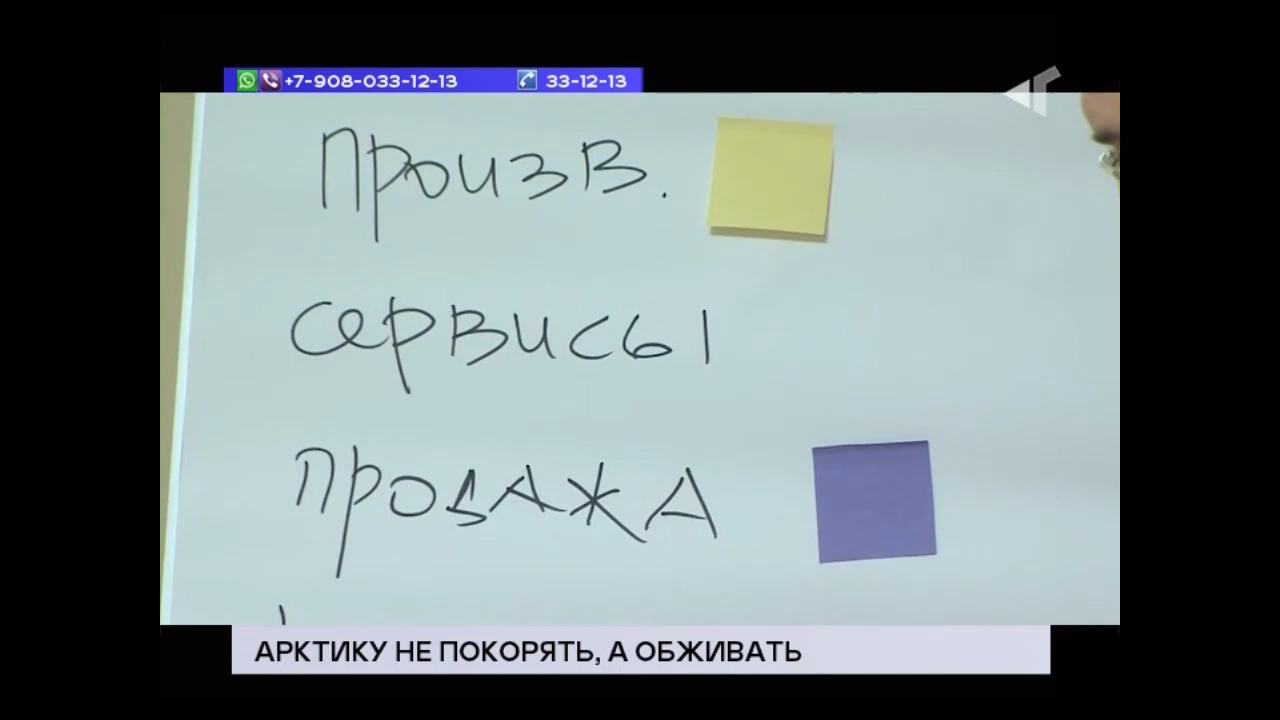 +7-908-033-12-13 33-12-13
ПРОИЗВ.
СЕРВИСЫ
ПРОДАЖА
АРКТИКУ НЕ ПОКОРЯТЬ, А ОБЖИВАТЬ